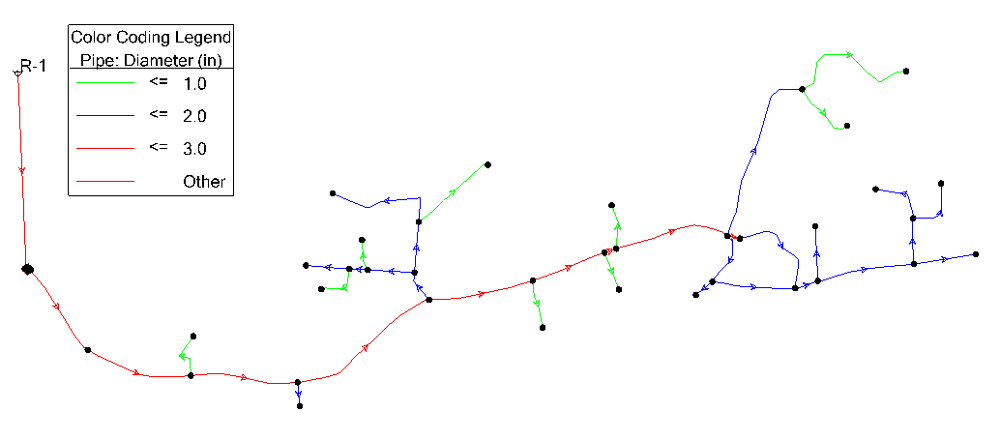 R-1
Color Coding Legend
Pipe: Diameter (in)
<= 1.0
<= 2.0
<= 3.0
Other